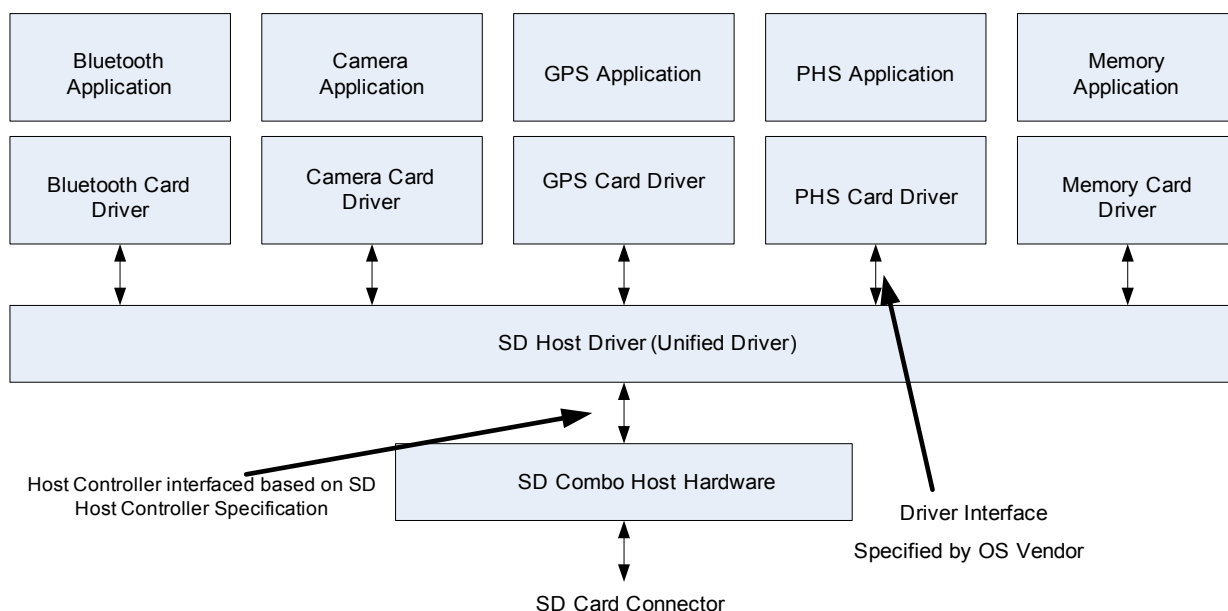 Bluetooth
Application
Camera
Application
GPS Application
PHS Application
Memory
Application
Bluetooth Card
Driver
Camera Card
Driver
GPS Card Driver
PHS Card Driver
Memory Card
Driver
SD Host Driver (Unified Driver)
Host Controller interfaced based on SD
Host Controller Specification
SD Combo Host Hardware
Driver Interface
Specified by OS Vendor
SD Card Connector